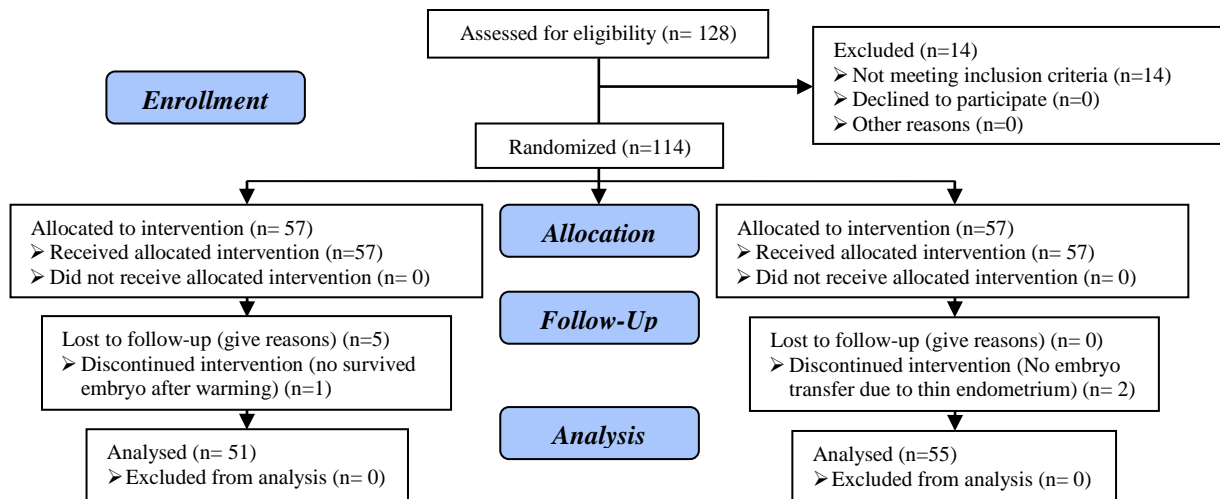 Assessed for eligibility (n= 128)
Excluded (n=14)
➢ Not meeting inclusion criteria (n=14)
➢ Declined to participate (n=0)
➢ Other reasons (n=0)
Enrollment
Randomized (n=114)
Allocated to intervention (n= 57)
➢ Received allocated intervention (n=57)
➢ Did not receive allocated intervention (n= 0)
Allocation
Allocated to intervention (n=57)
➢ Received allocated intervention (n= 57)
➢ Did not receive allocated intervention (n= 0)
Lost to follow-up (give reasons) (n=5)
➢ Discontinued intervention (no survived
embryo after warming) (n=1)
Follow-Up
Lost to follow-up (give reasons) (n= 0)
➢ Discontinued intervention (No embryo
transfer due to thin endometrium) (n= 2)
Analysed (n= 51)
➢ Excluded from analysis (n= 0)
Analysis
Analysed (n=55)
➢ Excluded from analysis (n= 0)